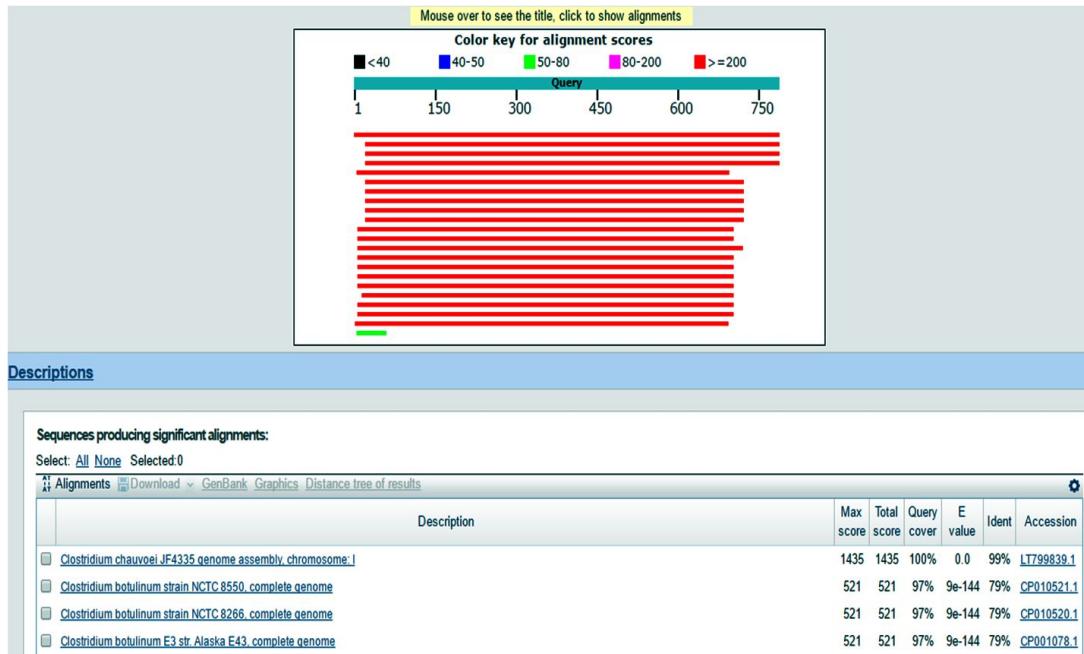 Mouse over to see the title, click to show alignments
Color key for alignment scores
<40 40-50 50-80 80-200 >=200
Query
1 150 300 450 600 750
Descriptions
Sequences producing significant alignments:
Select: All None Selected:0
Alignments Download GenBank Graphics Distance tree of results
Description Max score Total score Query cover E value Ident Accession
Clostridium chauvoei JF4335 genome assembly, chromosome: I 1435 1435 100% 0.0 99% LT799839.1
Clostridium botulinum strain NCTC 8550, complete genome 521 521 97% 9e-144 79% CP010521.1
Clostridium botulinum strain NCTC 8266, complete genome 521 521 97% 9e-144 79% CP010520.1
Clostridium botulinum E3 str. Alaska E43, complete genome 521 521 97% 9e-144 79% CP001078.1